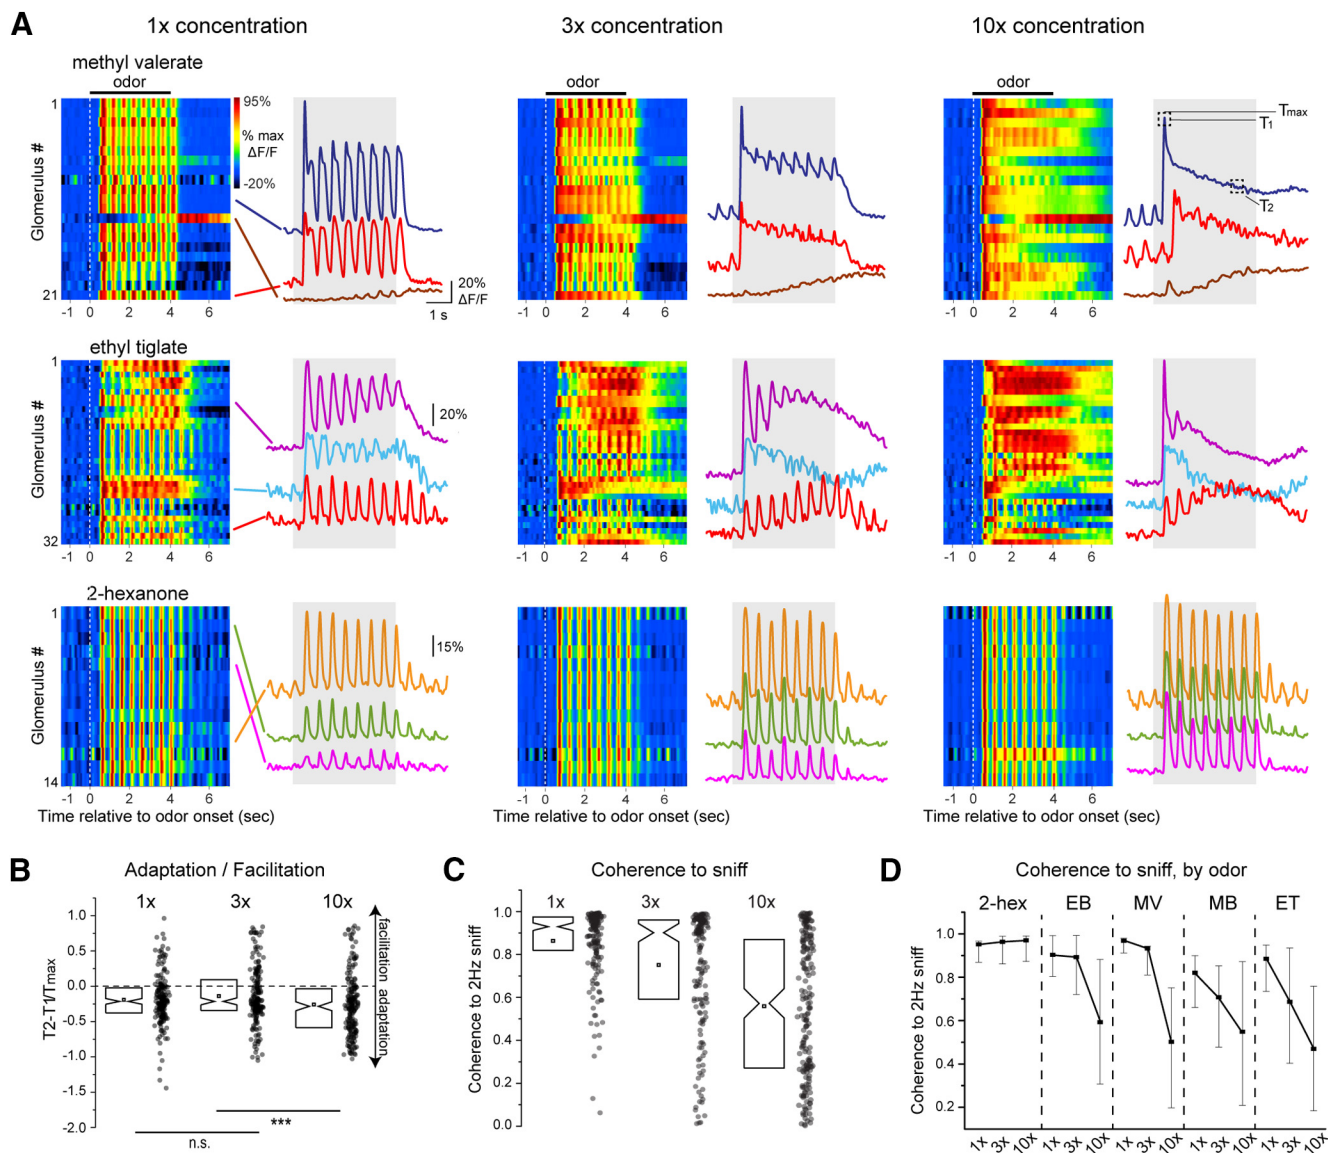 A
1x concentration
3x concentration
10x concentration
methyl valerate
odor
odor
odor
1
95%
% max
ΔF/F
-20%
Glomerulus #
21
-1 0 2 4 6
20%
ΔF/F
1 s
-1 0 2 4 6
-1 0 2 4 6
Tmax
T1
T2
ethyl tiglate
1
Glomerulus #
32
20%
-1 0 2 4 6
-1 0 2 4 6
-1 0 2 4 6
2-hexanone
1
Glomerulus #
14
15%
-1 0 2 4 6
-1 0 2 4 6
-1 0 2 4 6
Time relative to odor onset (sec)
Time relative to odor onset (sec)
Time relative to odor onset (sec)
B
Adaptation / Facilitation
1x 3x 10x
T2-T1/Tmax
1.0
0.5
0.0
-0.5
-1.0
-1.5
-2.0
facilitation
adaptation
***
n.s.
C
Coherence to sniff
1x 3x 10x
Coherence to 2Hz sniff
1.0
0.8
0.6
0.4
0.2
0.0
D
Coherence to sniff, by odor
2-hex EB MV MB ET
Coherence to 2Hz sniff
1.0
0.8
0.6
0.4
0.2
1x 3x 10x 1x 3x 10x 1x 3x 10x 1x 3x 10x 1x 3x 10x